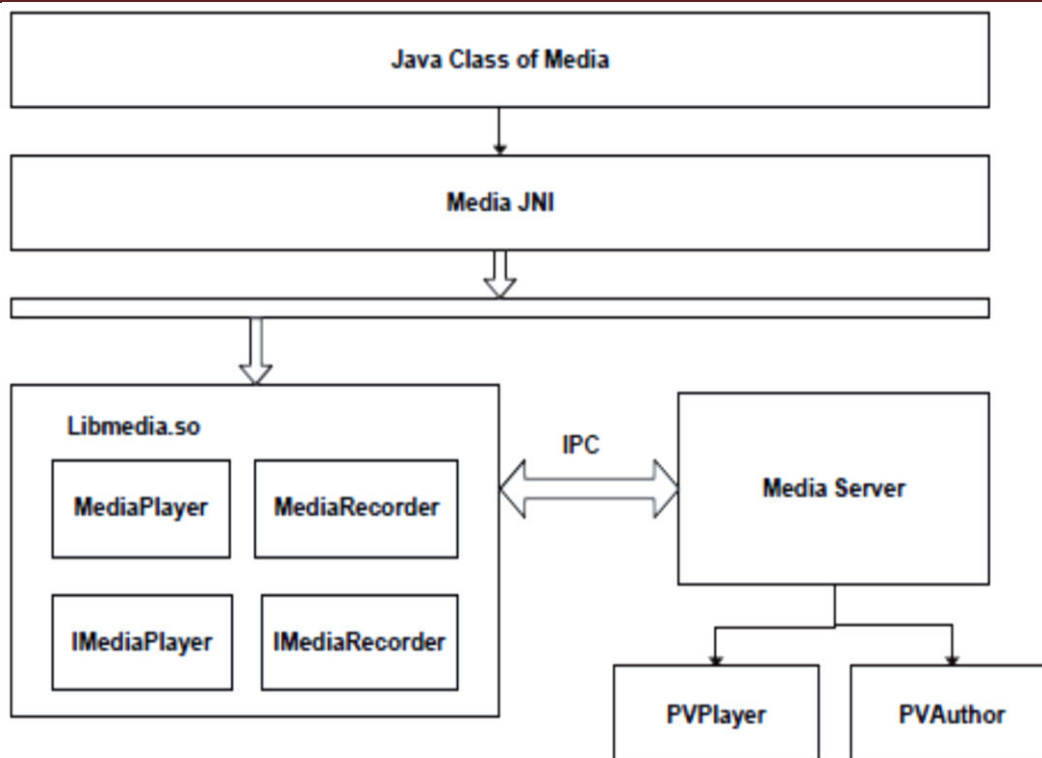 Java Class of Media
Media JNI
Libmedia.so
IPC
MediaPlayer
MediaRecorder
Media Server
IMediaPlayer
IMediaRecorder
PVPlayer
PVAuthor